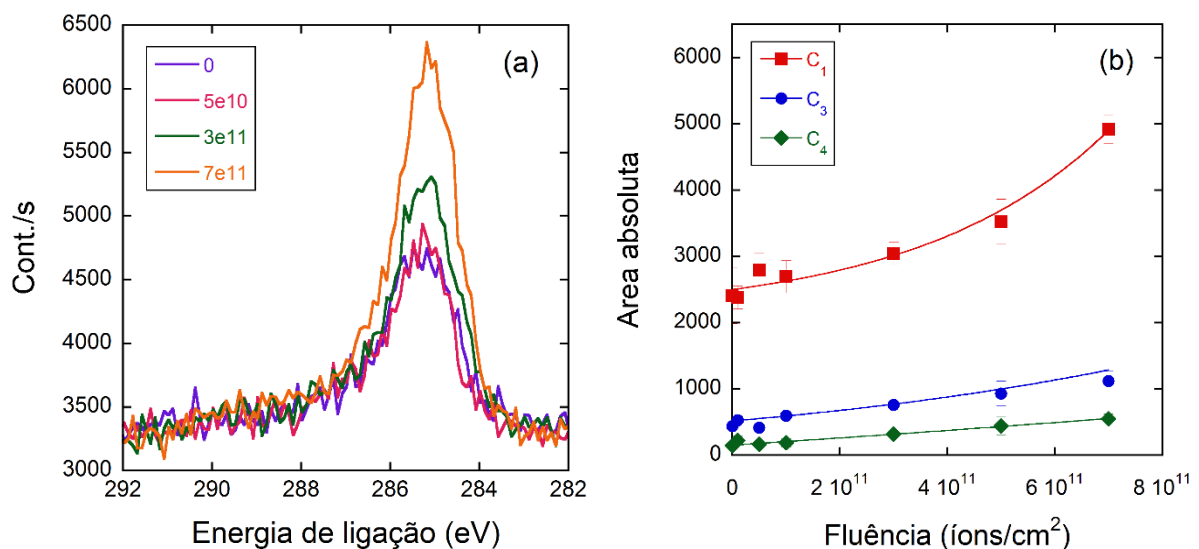 (a)
0
5e10
3e11
7e11
6500
6000
5500
5000
4500
4000
3500
3000
Cont./s
292 290 288 286 284 282
Energia de ligação (eV)
(b)
C1
C3
C4
6000
5000
4000
3000
2000
1000
0
Area absoluta
0 2 10^11 4 10^11 6 10^11 8 10^11
Fluência (íons/cm²)